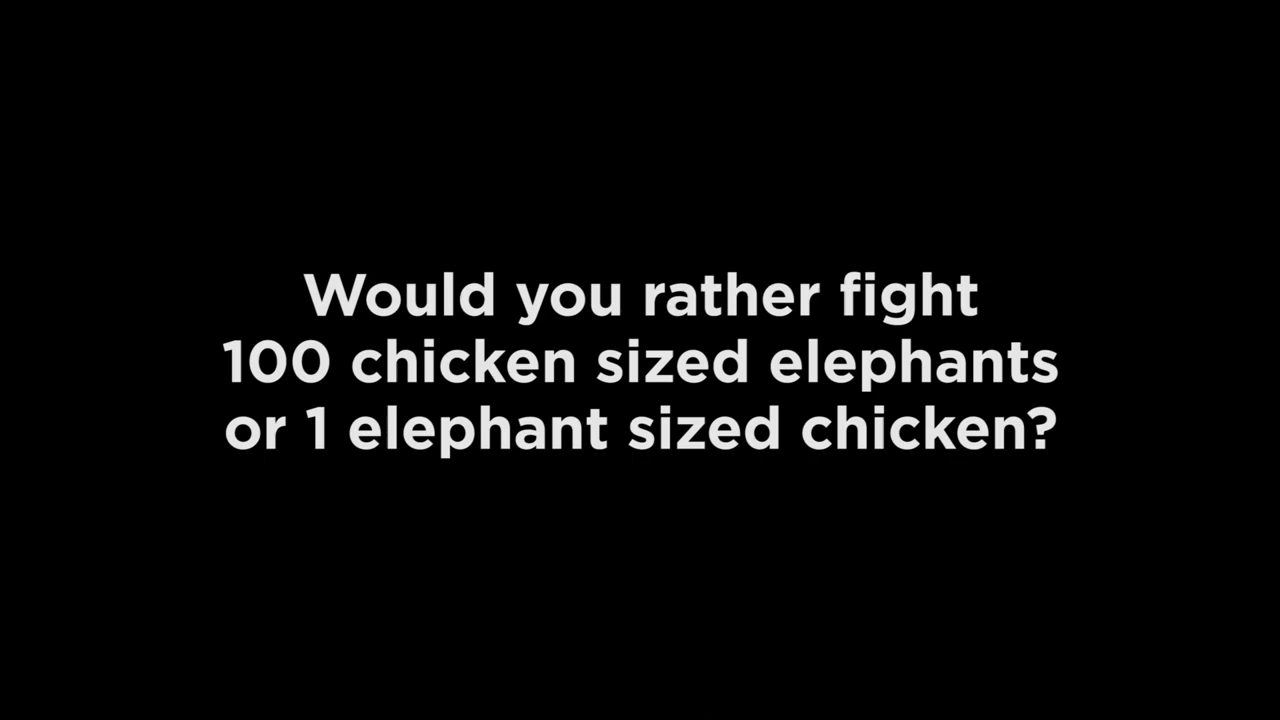 Would you rather fight
100 chicken sized elephants
or 1 elephant sized chicken?